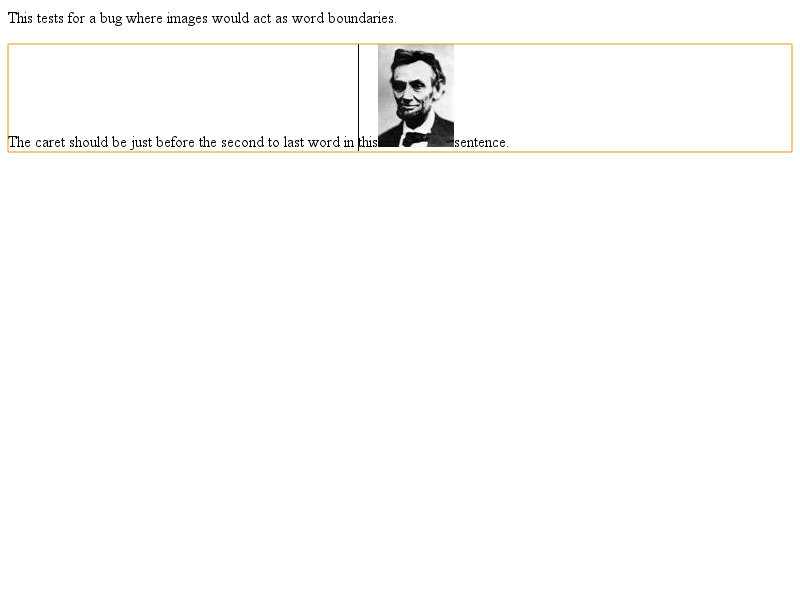 This tests for a bug where images would act as word boundaries.
The caret should be just before the second to last word in this sentence.